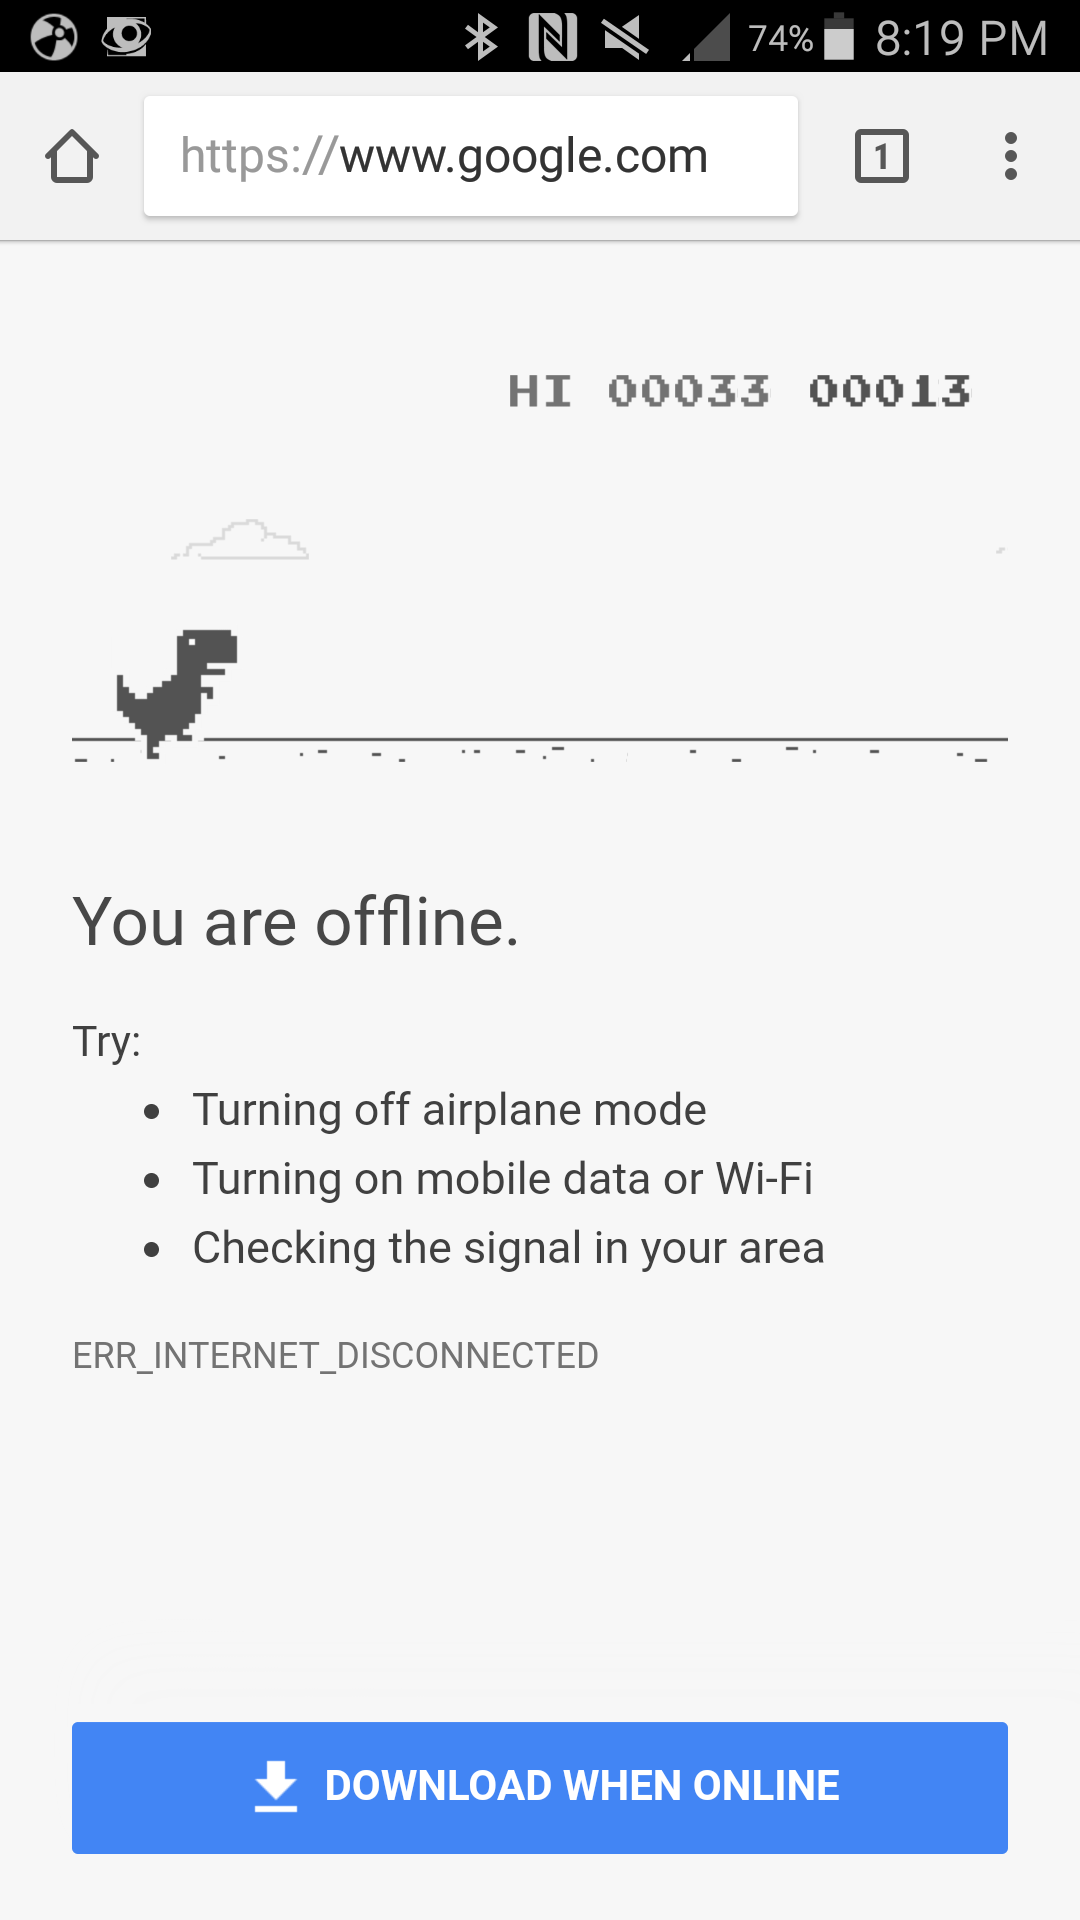 74% 8:19 PM
https://www.google.com 1
HI 00033 00013
You are offline.
Try:
• Turning off airplane mode
• Turning on mobile data or Wi-Fi
• Checking the signal in your area
ERR_INTERNET_DISCONNECTED
DOWNLOAD WHEN ONLINE